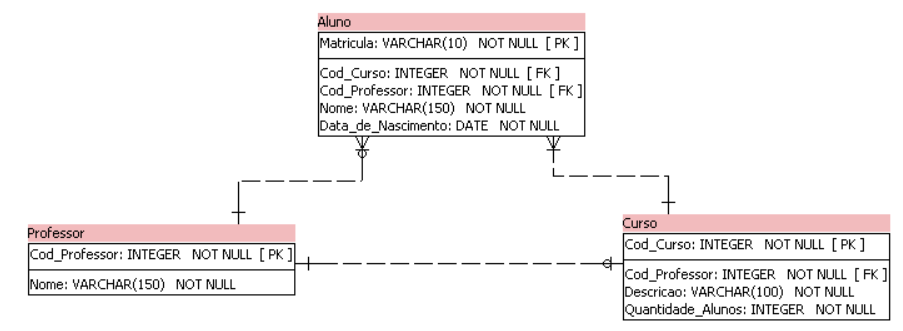 Aluno
Matricula: VARCHAR(10) NOT NULL [ PK ]
Cod_Curso: INTEGER NOT NULL [ FK ]
Cod_Professor: INTEGER NOT NULL [ FK ]
Nome: VARCHAR(150) NOT NULL
Data_de_Nascimento: DATE NOT NULL
Professor
Cod_Professor: INTEGER NOT NULL [ PK ]
Nome: VARCHAR(150) NOT NULL
Curso
Cod_Curso: INTEGER NOT NULL [ PK ]
Cod_Professor: INTEGER NOT NULL [ FK ]
Descricao: VARCHAR(100) NOT NULL
Quantidade_Alunos: INTEGER NOT NULL